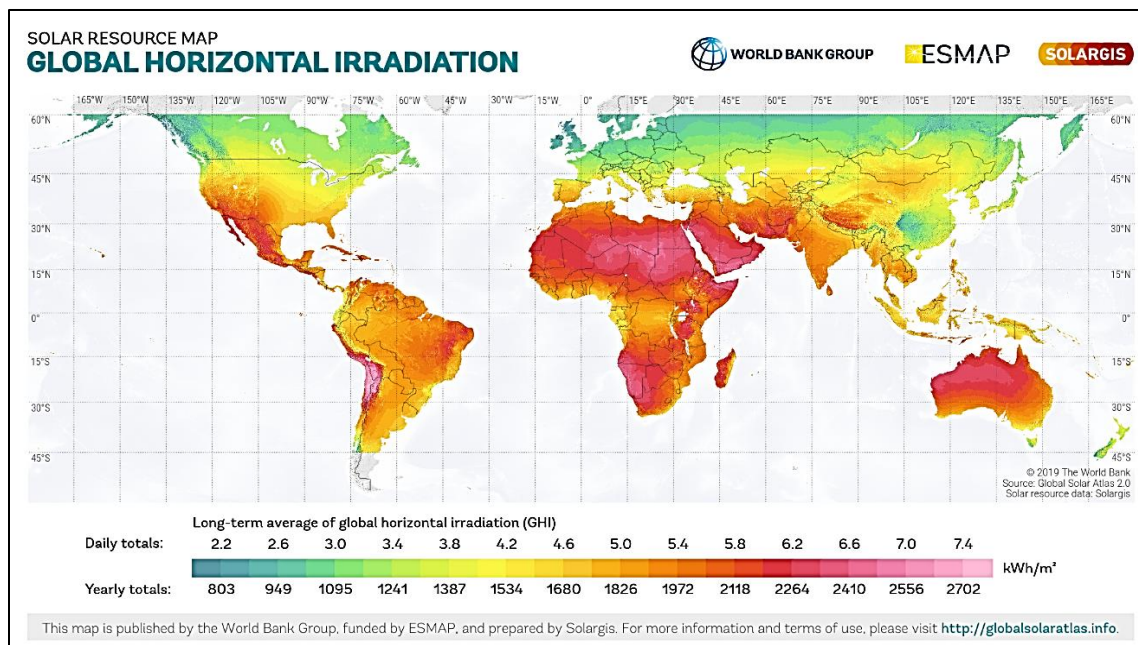 SOLAR RESOURCE MAP
GLOBAL HORIZONTAL IRRADIATION
WORLD BANK GROUP
ESMAP
SOLARGIS
165°W 150°W 135°W 120°W 105°W 90°W 75°W 60°W 30°W 15°W 0° 15°E 30°E 45°E 60°E 75°E 90°E 105°E 120°E 150°E 165°E
60°N 60°N
45°N 45°N
30°N 30°N
15°N 15°N
0° 0°
15°S 15°S
30°S 30°S
45°S 45°S
© 2019 The World Bank
Source: Global Solar Atlas 2.0
Solar resource data: Solargis
Long-term average of global horizontal irradiation (GHI)
Daily totals: 2.2 2.6 3.0 3.4 3.8 4.2 4.6 5.0 5.4 5.8 6.2 6.6 7.0 7.4
kWh/m²
Yearly totals: 803 949 1095 1241 1387 1534 1680 1826 1972 2118 2264 2410 2556 2702
This map is published by the World Bank Group, funded by ESMAP, and prepared by Solargis. For more information and terms of use, please visit http://globalsolaratlas.info.